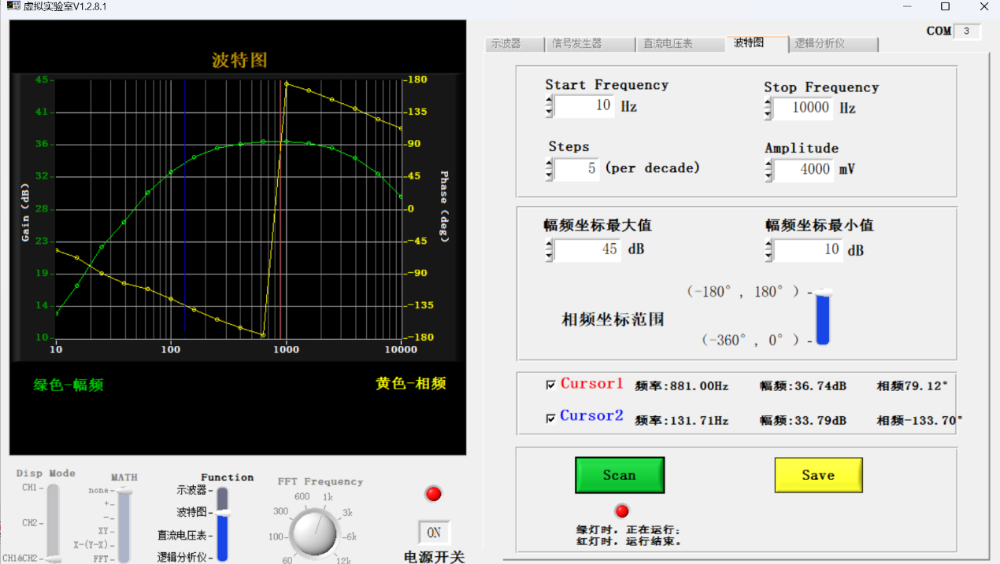 虚拟实验室V1.2.8.1
COM 3
示波器 信号发生器 直流电压表 波特图 逻辑分析仪
波特图
45 41 36 32 28 23 19 14 10
Gain (dB)
180 135 90 45 0 -45 -90 -135 -180
Phase (deg)
10 100 1000 10000
绿色-幅频 黄色-相频
Start Frequency
10 Hz
Stop Frequency
10000 Hz
Steps
5 (per decade)
Amplitude
4000 mV
幅频坐标最大值
45 dB
幅频坐标最小值
10 dB
相频坐标范围
(-180°, 180° )
(-360°, 0° )
Cursor1 频率:881.00Hz 幅频:36.74dB 相频79.12°
Cursor2 频率:131.71Hz 幅频:33.79dB 相频-133.70°
Scan
Save
绿灯时，正在运行;
红灯时，运行结束。
Disp Mode
CH1
CH2
CH1&CH2
MATH
none
+
-
XY
X-(Y-X)
FFT
Function
示波器
波特图
直流电压表
逻辑分析仪
FFT Frequency
60 100 300 600 1k 3k 6k 12k
ON
电源开关